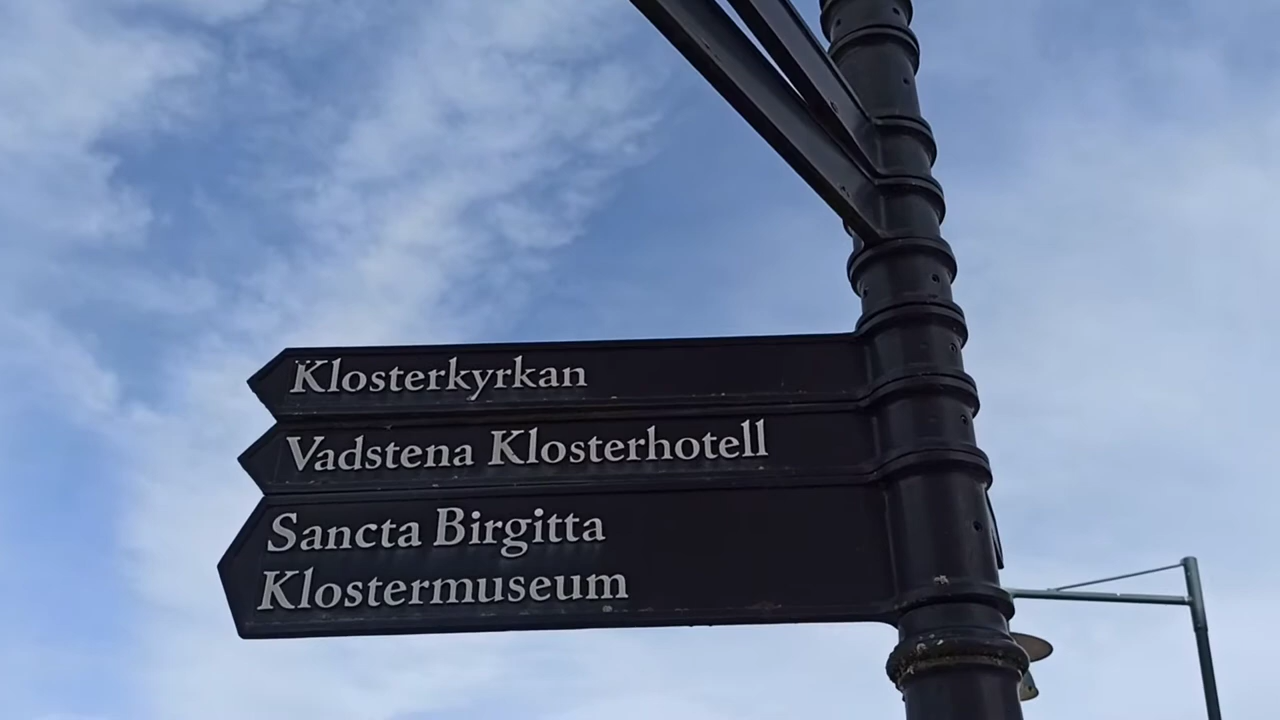 Klosterkyrkan
Vadstena Klosterhotell
Sancta Birgitta
Klostermuseum